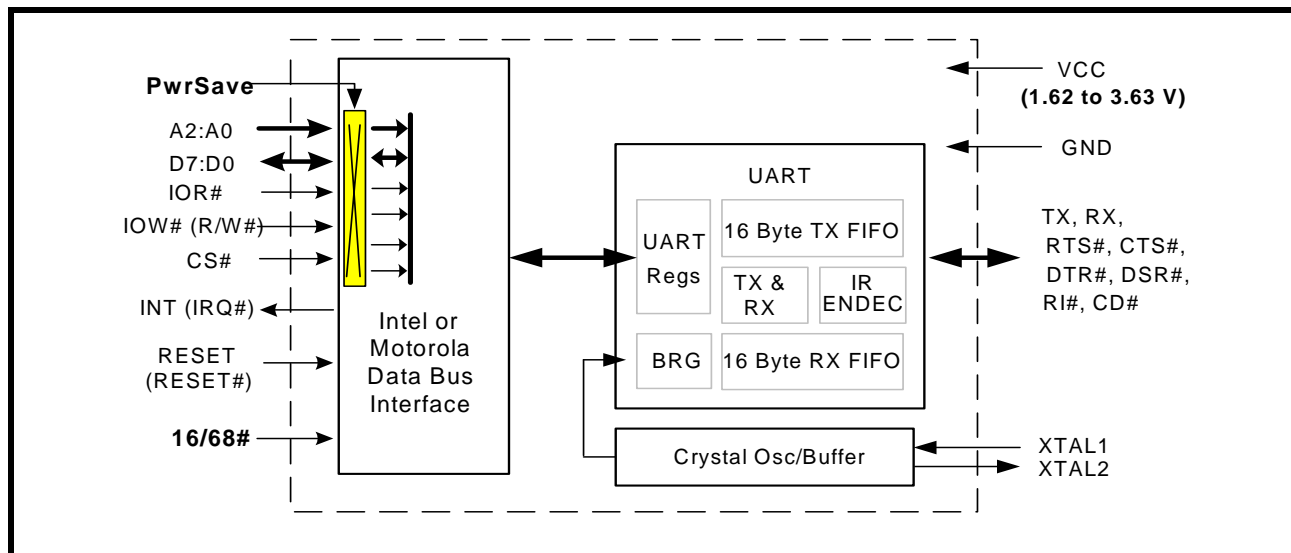 PwrSave
A2:A0
D7:D0
IOR#
IOW# (R/W#)
CS#
INT (IRQ#)
RESET
(RESET#)
16/68#
Intel or
Motorola
Data Bus
Interface
UART
UART
Regs
16 Byte TX FIFO
TX &
RX
IR
ENDEC
BRG
16 Byte RX FIFO
Crystal Osc/Buffer
VCC
(1.62 to 3.63 V)
GND
TX, RX,
RTS#, CTS#,
DTR#, DSR#,
RI#, CD#
XTAL1
XTAL2